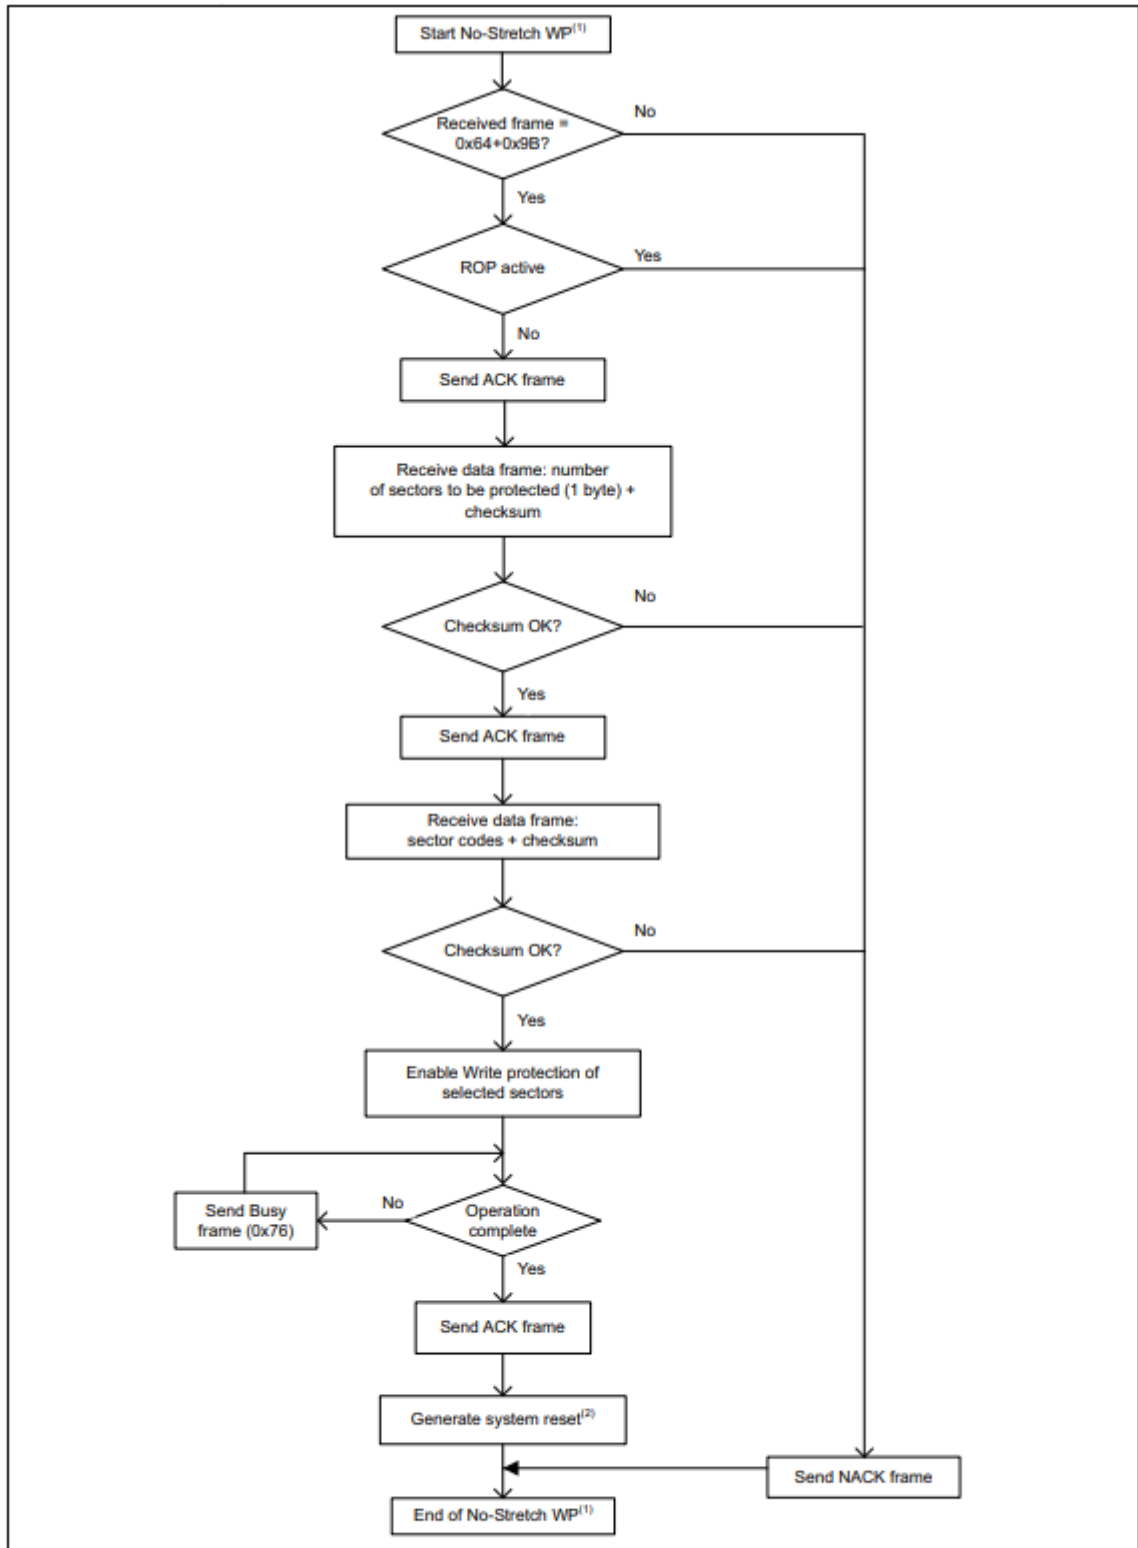 Start No-Stretch WP(1)
No
Received frame =
0x64+0x9B?
Yes
Yes
ROP active
No
Send ACK frame
Receive data frame: number
of sectors to be protected (1 byte) +
checksum
No
Checksum OK?
Yes
Send ACK frame
Receive data frame:
sector codes + checksum
No
Checksum OK?
Yes
Enable Write protection of
selected sectors
Send Busy
frame (0x76)
No
Operation
complete
Yes
Send ACK frame
Generate system reset(2)
Send NACK frame
End of No-Stretch WP(1)